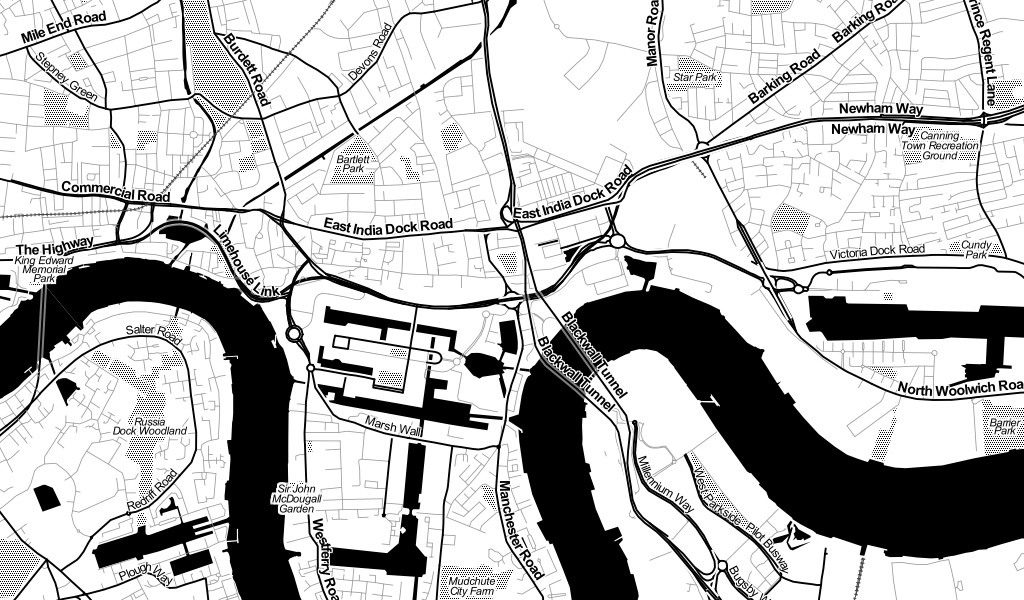 Mile End Road
Stepney Green
Burdett Road
Devons Road
Manor Road
Star Park
Barking Road
Barking Road
Prince Regent Lane
Newham Way
Newham Way
Canning
Town Recreation
Ground
Bartlett
Park
Commercial Road
East India Dock Road
East India Dock Road
The Highway
King Edward
Memorial
Park
Limehouse Link
Victoria Dock Road
Cundy
Park
Salter Road
Blackwall Tunnel
Blackwall Tunnel
North Woolwich Roa
Russia
Dock Woodland
Marsh Wall
Barrier
Park
Redriff Road
Sir John
McDougall
Garden
Westferry Roa
Manchester Road
Millennium Way
West Parkside
Pilot Busway
Plough Way
Mudchute
City Farm
Bugsby